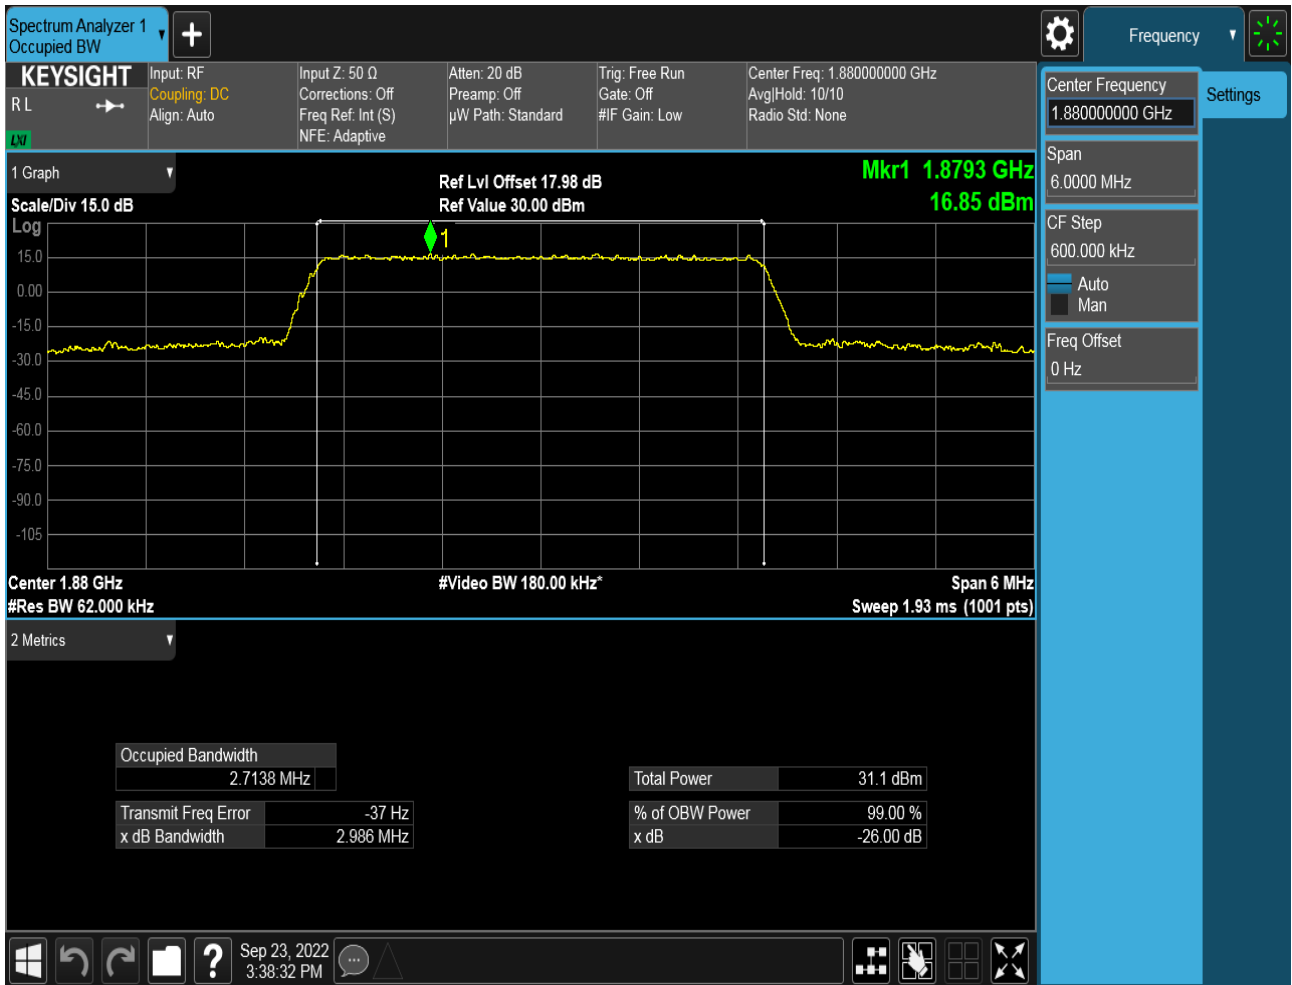 Spectrum Analyzer 1
Occupied BW
+
Frequency
KEYSIGHT
R L
LXI
Input: RF
Coupling: DC
Align: Auto
Input Z: 50 Ω
Corrections: Off
Freq Ref: Int (S)
NFE: Adaptive
Atten: 20 dB
Preamp: Off
µW Path: Standard
Trig: Free Run
Gate: Off
#IF Gain: Low
Center Freq: 1.880000000 GHz
Avg|Hold: 10/10
Radio Std: None
Center Frequency
1.880000000 GHz
Settings
Span
6.0000 MHz
CF Step
600.000 kHz
Auto
Man
Freq Offset
0 Hz
1 Graph
Scale/Div 15.0 dB
Log
Ref Lvl Offset 17.98 dB
Ref Value 30.00 dBm
Mkr1 1.8793 GHz
16.85 dBm
1
15.0
0.00
-15.0
-30.0
-45.0
-60.0
-75.0
-90.0
-105
Center 1.88 GHz
#Res BW 62.000 kHz
#Video BW 180.00 kHz*
Span 6 MHz
Sweep 1.93 ms (1001 pts)
2 Metrics
Occupied Bandwidth
2.7138 MHz
Transmit Freq Error -37 Hz
x dB Bandwidth 2.986 MHz
Total Power 31.1 dBm
% of OBW Power 99.00 %
x dB -26.00 dB
?
Sep 23, 2022
3:38:32 PM